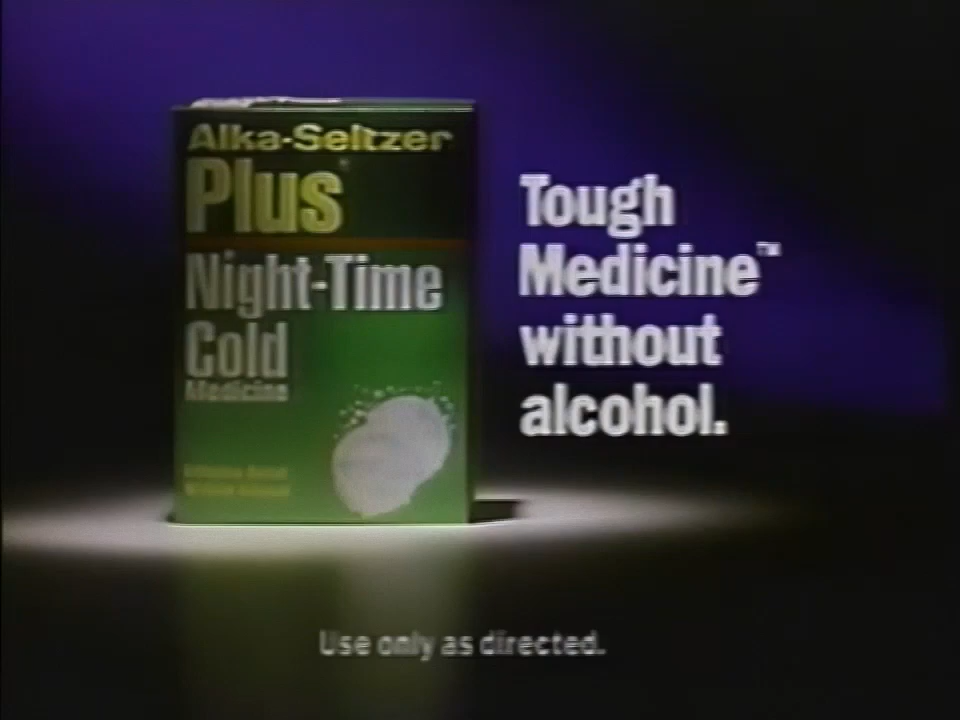 Alka-Seltzer
Plus
Night-Time
Cold
Medicine
Tough
Medicine™
without
alcohol.
Use only as directed.